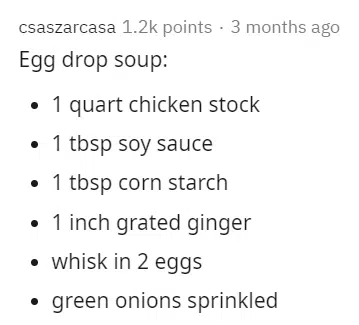 csaszarcasa 1.2k points · 3 months ago
Egg drop soup:
• 1 quart chicken stock
• 1 tbsp soy sauce
• 1 tbsp corn starch
• 1 inch grated ginger
• whisk in 2 eggs
• green onions sprinkled